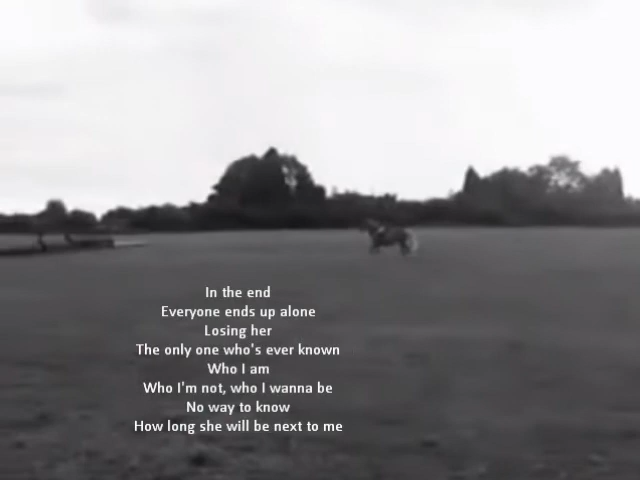 In the end
Everyone ends up alone
Losing her
The only one who's ever known
Who I am
Who I'm not, who I wanna be
No way to know
How long she will be next to me